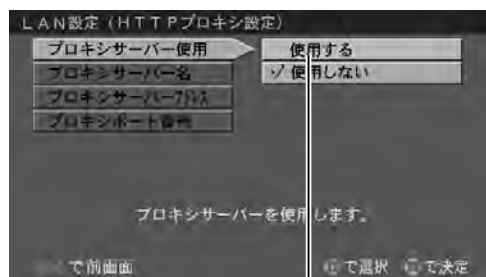 LAN設定(HTTPプロキシ設定)
プロキシサーバー使用
使用する
プロキシサーバー名
✓使用しない
プロキシサーバーアドレス
プロキシポート番号
プロキシサーバーを使用します。
で前画面
で選択 で決定